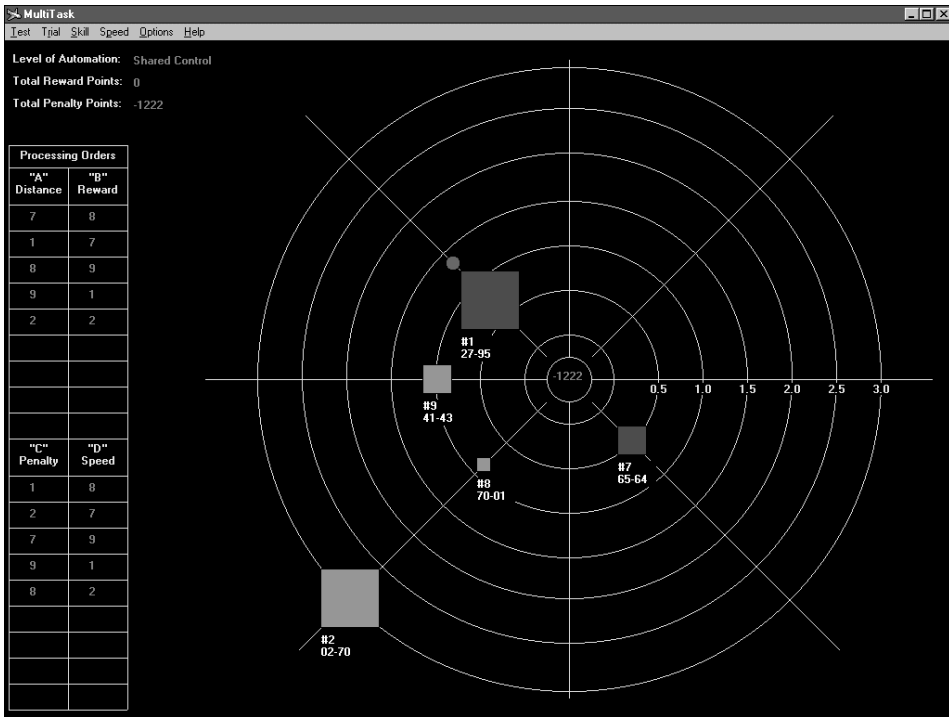 MultiTask
Test Trial Skill Speed Options Help
Level of Automation: Shared Control
Total Reward Points: 0
Total Penalty Points: -1222
Processing Orders
"A" Distance "B" Reward
7 8
1 7
8 9
9 1
2 2
"C" Penalty "D" Speed
1 8
2 7
7 9
9 1
8 2
#1
27-95
-1222
0.5 1.0 1.5 2.0 2.5 3.0
#9
41-43
#7
65-64
#8
70-01
#2
02-70